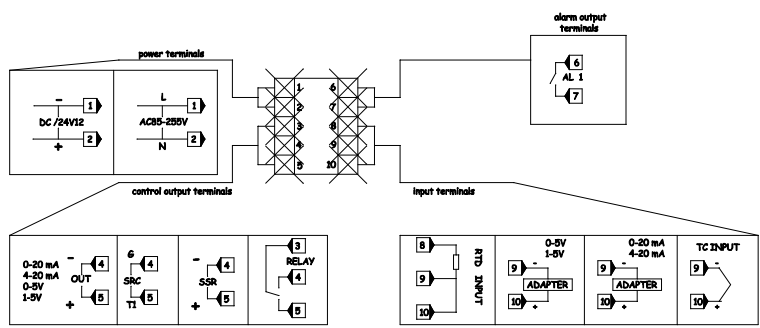 alarm output
terminals
power terminals
6
AL 1
7
- 1
DC /24V12
+ 2
L 1
AC85-255V
N 2
1 6
2 7
3 8
4 9
5 10
control output terminals
input terminals
0-20 mA
4-20 mA
0-5V
1-5V
- 4
OUT
+ 5
G 4
SRC
T1 5
- 4
SSR
+ 5
3
RELAY
4
5
8
9
10
RTD INPUT
0-5V
1-5V
9 -
ADAPTER
10 +
0-20 mA
4-20 mA
9 -
ADAPTER
10 +
TC INPUT
9 -
10 +